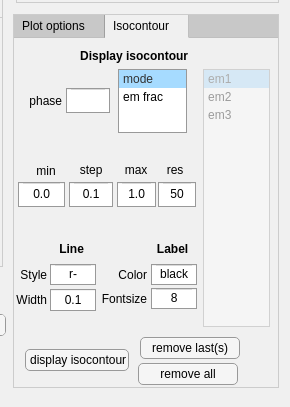 Plot options
Isocontour
Display isocontour
phase
mode
em frac
em1
em2
em3
min step max res
0.0 0.1 1.0 50
Line Label
Style r- Color black
Width 0.1 Fontsize 8
display isocontour
remove last(s)
remove all